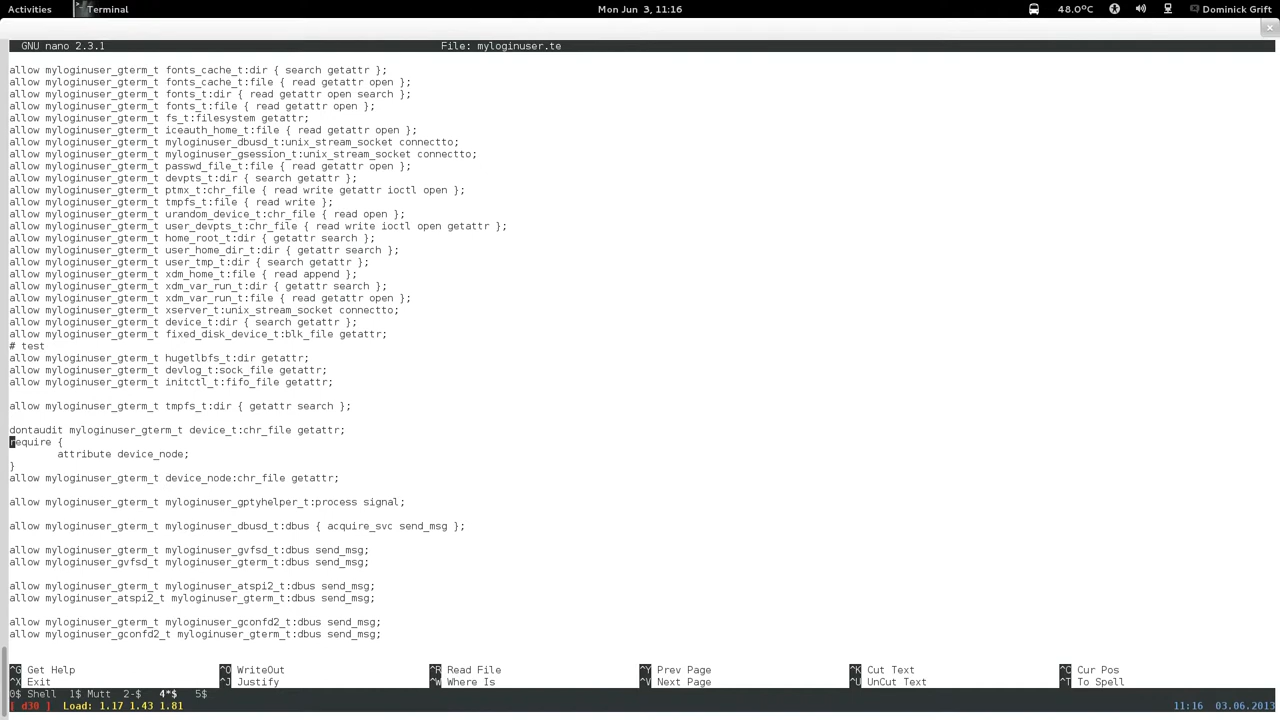 Activities Terminal Mon Jun 3, 11:16 48.0°C Dominick Grift
GNU nano 2.3.1 File: myloginuser.te
allow myloginuser_gterm_t fonts_cache_t:dir { search getattr };
allow myloginuser_gterm_t fonts_cache_t:file { read getattr open };
allow myloginuser_gterm_t fonts_t:dir { read getattr open search };
allow myloginuser_gterm_t fonts_t:file { read getattr open };
allow myloginuser_gterm_t fs_t:filesystem getattr;
allow myloginuser_gterm_t iceauth_home_t:file { read getattr open };
allow myloginuser_gterm_t myloginuser_dbusd_t:unix_stream_socket connectto;
allow myloginuser_gterm_t myloginuser_gsession_t:unix_stream_socket connectto;
allow myloginuser_gterm_t passwd_file_t:file { read getattr open };
allow myloginuser_gterm_t devpts_t:dir { search getattr };
allow myloginuser_gterm_t ptmx_t:chr_file { read write getattr ioctl open };
allow myloginuser_gterm_t tmpfs_t:file { read write };
allow myloginuser_gterm_t urandom_device_t:chr_file { read open };
allow myloginuser_gterm_t user_devpts_t:chr_file { read write ioctl open getattr };
allow myloginuser_gterm_t home_root_t:dir { getattr search };
allow myloginuser_gterm_t user_home_dir_t:dir { getattr search };
allow myloginuser_gterm_t user_tmp_t:dir { search getattr };
allow myloginuser_gterm_t xdm_home_t:file { read append };
allow myloginuser_gterm_t xdm_var_run_t:dir { getattr search };
allow myloginuser_gterm_t xdm_var_run_t:file { read getattr open };
allow myloginuser_gterm_t xserver_t:unix_stream_socket connectto;
allow myloginuser_gterm_t device_t:dir { search getattr };
allow myloginuser_gterm_t fixed_disk_device_t:blk_file getattr;
# test
allow myloginuser_gterm_t hugetlbfs_t:dir getattr;
allow myloginuser_gterm_t devlog_t:sock_file getattr;
allow myloginuser_gterm_t initctl_t:fifo_file getattr;
allow myloginuser_gterm_t tmpfs_t:dir { getattr search };
dontaudit myloginuser_gterm_t device_t:chr_file getattr;
require {
attribute device_node;
}
allow myloginuser_gterm_t device_node:chr_file getattr;
allow myloginuser_gterm_t myloginuser_gptyhelper_t:process signal;
allow myloginuser_gterm_t myloginuser_dbusd_t:dbus { acquire_svc send_msg };
allow myloginuser_gterm_t myloginuser_gvfsd_t:dbus send_msg;
allow myloginuser_gvfsd_t myloginuser_gterm_t:dbus send_msg;
allow myloginuser_gterm_t myloginuser_atspi2_t:dbus send_msg;
allow myloginuser_atspi2_t myloginuser_gterm_t:dbus send_msg;
allow myloginuser_gterm_t myloginuser_gconfd2_t:dbus send_msg;
allow myloginuser_gconfd2_t myloginuser_gterm_t:dbus send_msg;
^G Get Help ^O WriteOut ^R Read File ^Y Prev Page ^K Cut Text ^C Cur Pos
^X Exit ^J Justify ^W Where Is ^V Next Page ^U UnCut Text ^T To Spell
0$ Shell 1$ Mutt 2-$ 4*$ 5$
[ d30 ] Load: 1.17 1.43 1.81 11:16 03.06.2013